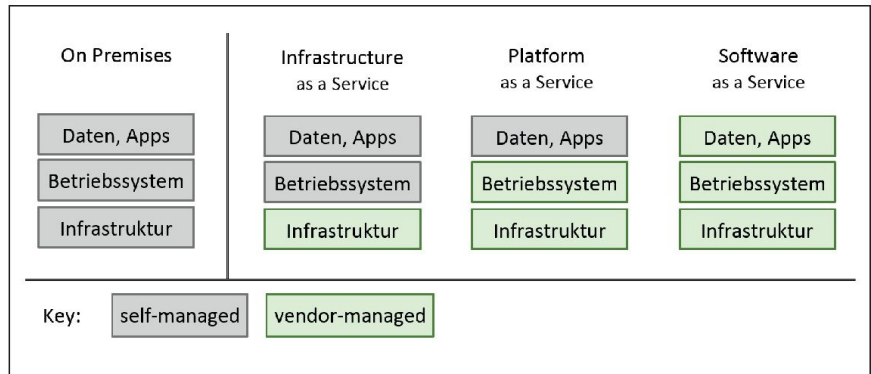 On Premises
Infrastructure
as a Service
Platform
as a Service
Software
as a Service
Daten, Apps
Daten, Apps
Daten, Apps
Daten, Apps
Betriebssystem
Betriebssystem
Betriebssystem
Betriebssystem
Infrastruktur
Infrastruktur
Infrastruktur
Infrastruktur
Key:
self-managed
vendor-managed